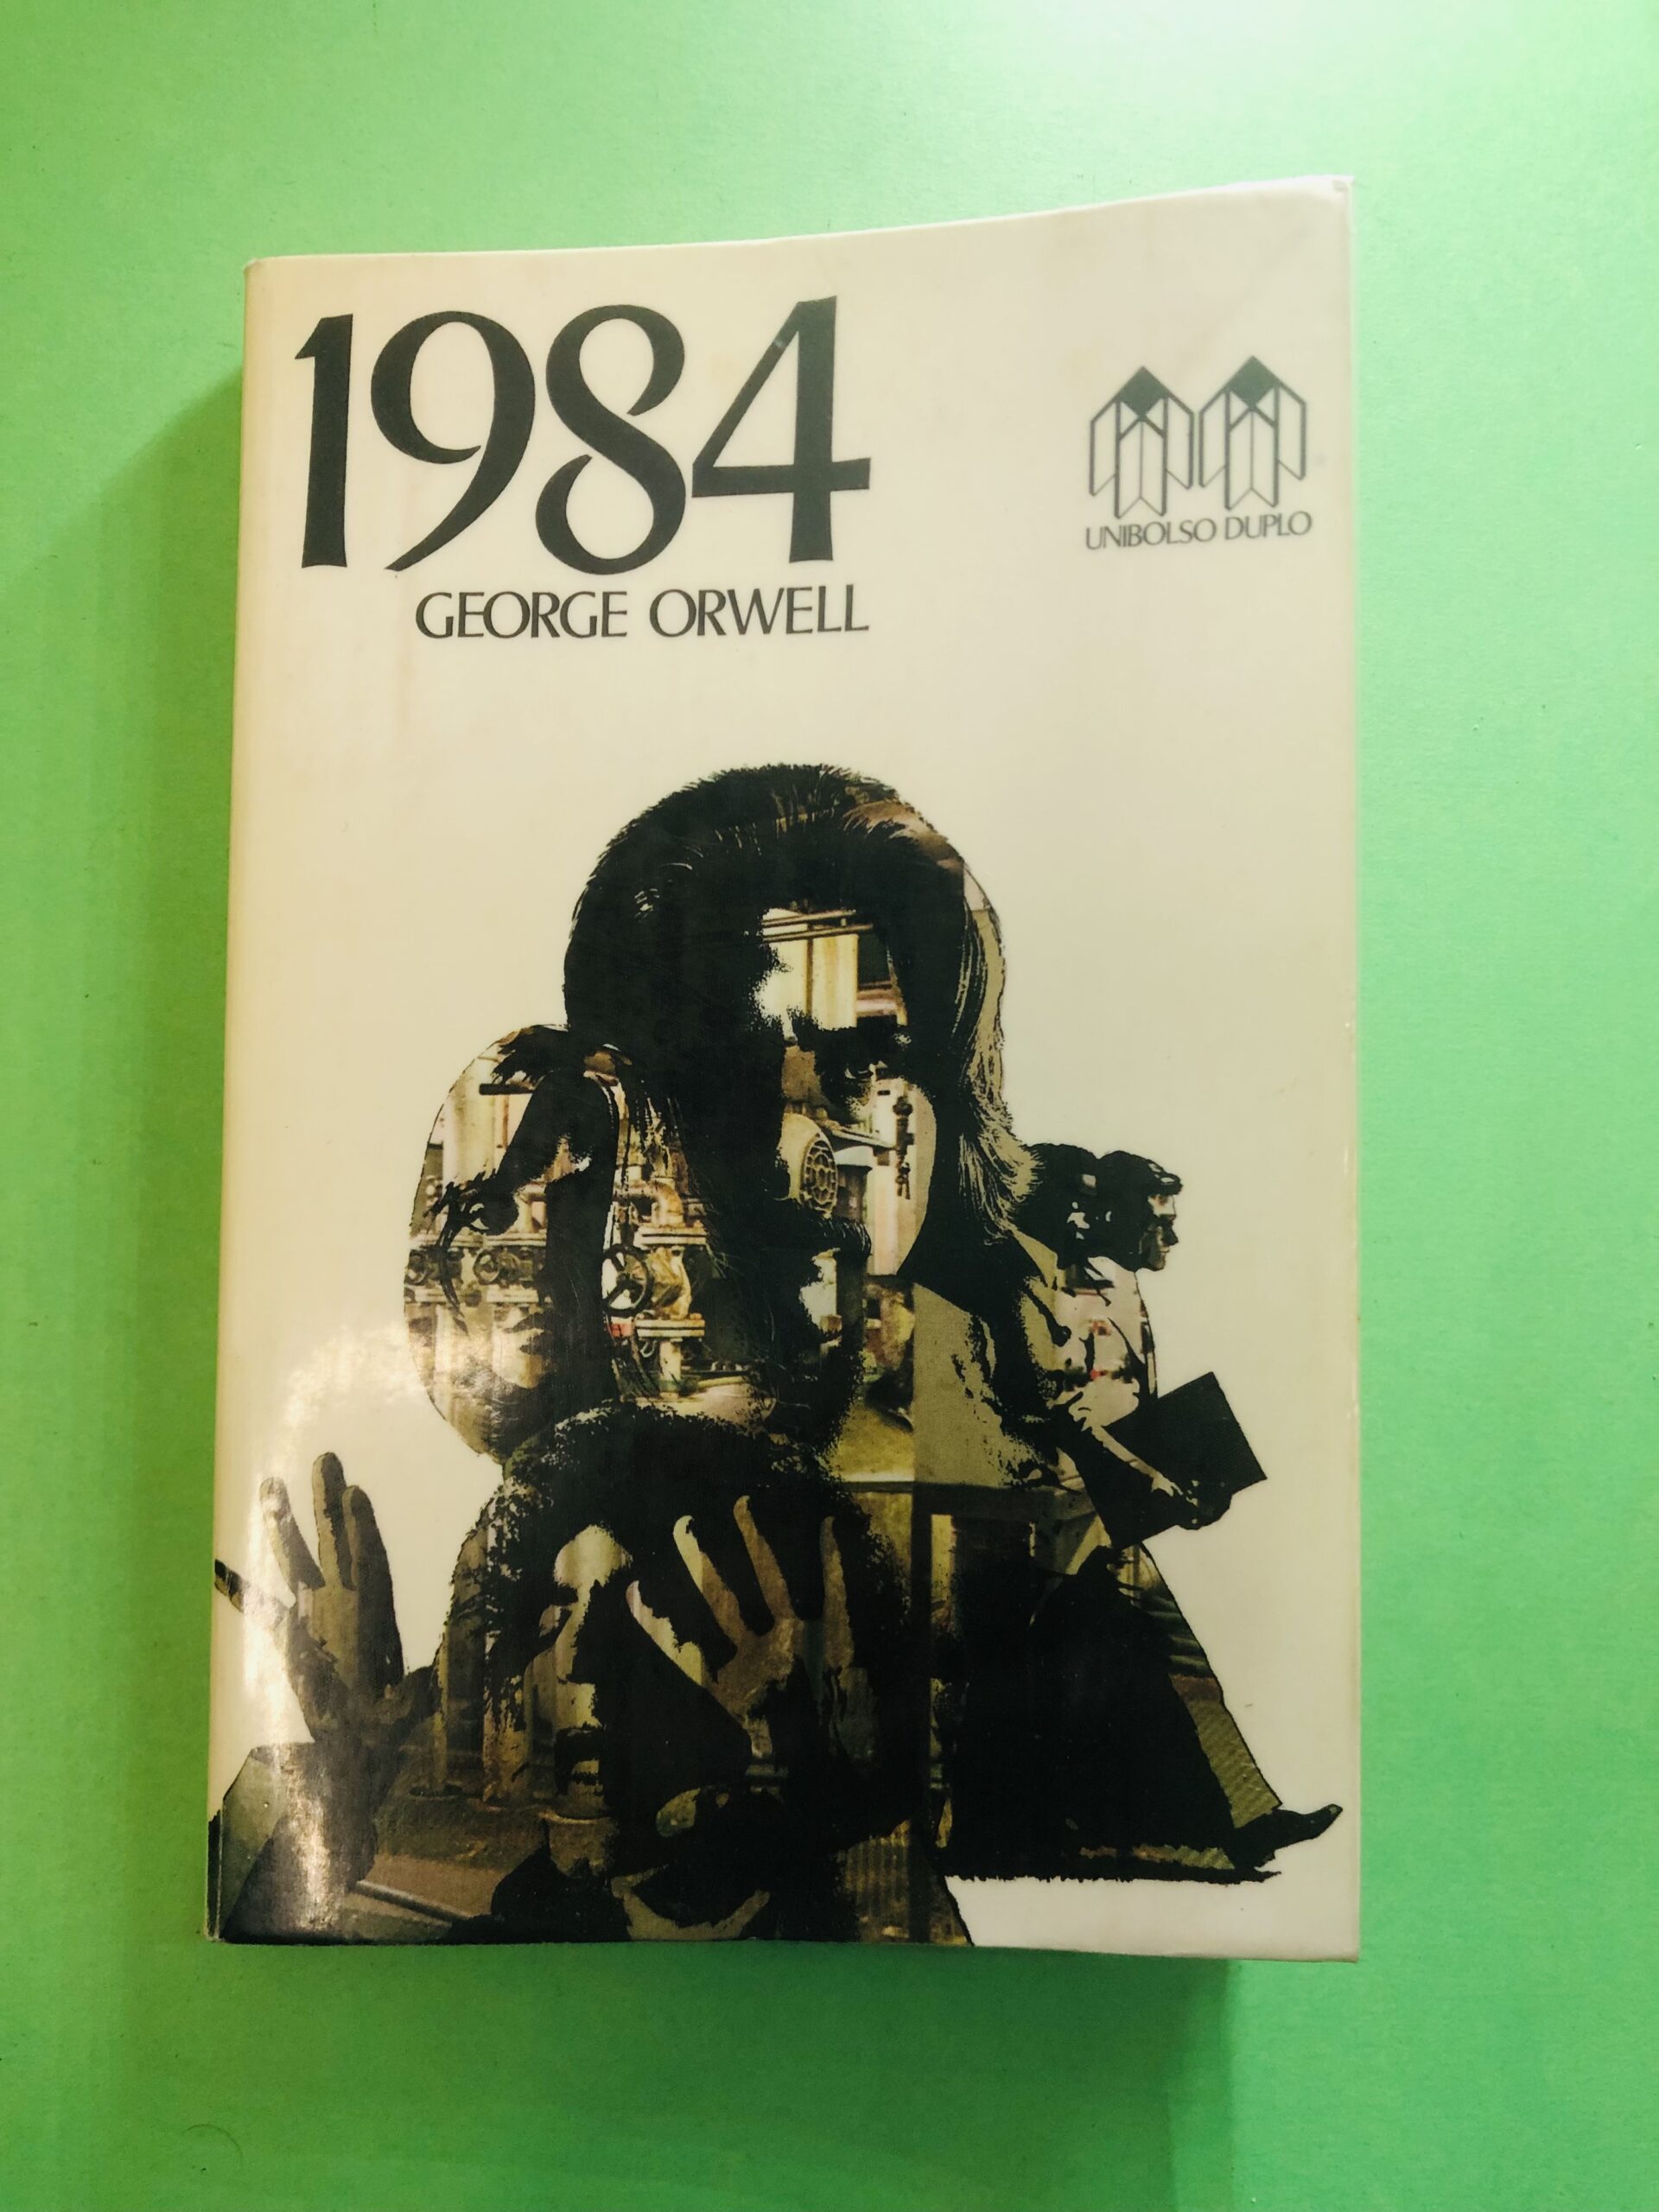 1984
GEORGE ORWELL
UNIBOLSO DUPLO